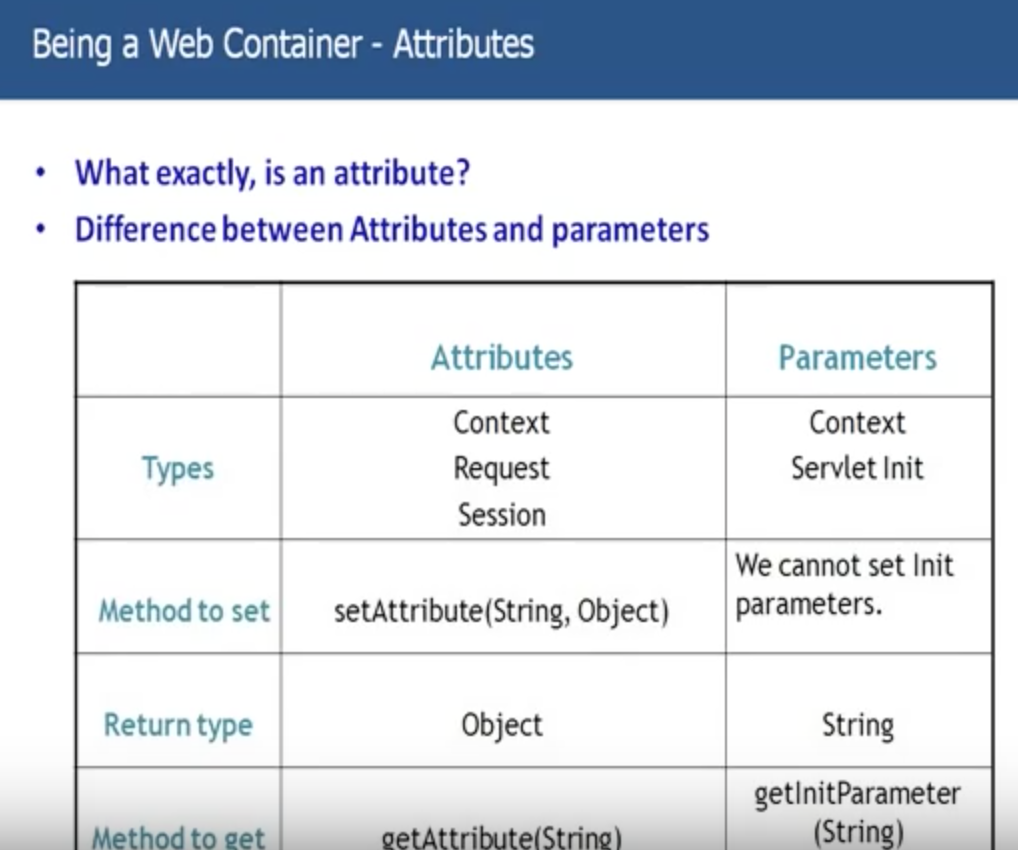 Being a Web Container - Attributes
• What exactly, is an attribute?
• Difference between Attributes and parameters
Attributes
Parameters
Types
Context
Request
Session
Context
Servlet Init
Method to set
setAttribute(String, Object)
We cannot set Init
parameters.
Return type
Object
String
Method to get
getAttribute(String)
getInitParameter
(String)